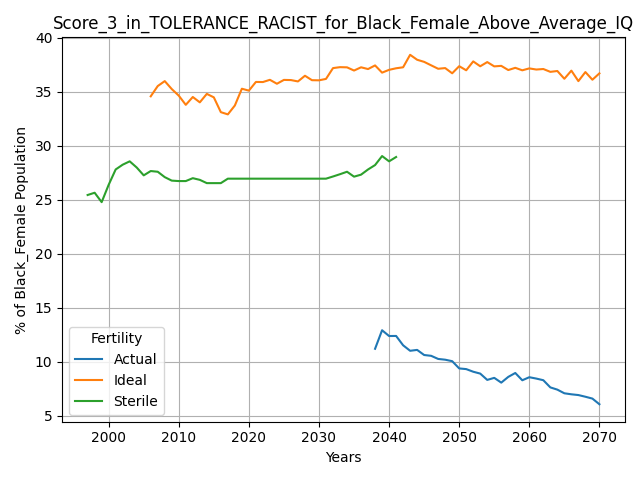 Score_3_in_TOLERANCE_RACIST_for_Black_Female_Above_Average_IQ
% of Black_Female Population
40
35
30
25
20
15
10
5
Fertility
Actual
Ideal
Sterile
2000 2010 2020 2030 2040 2050 2060 2070
Years